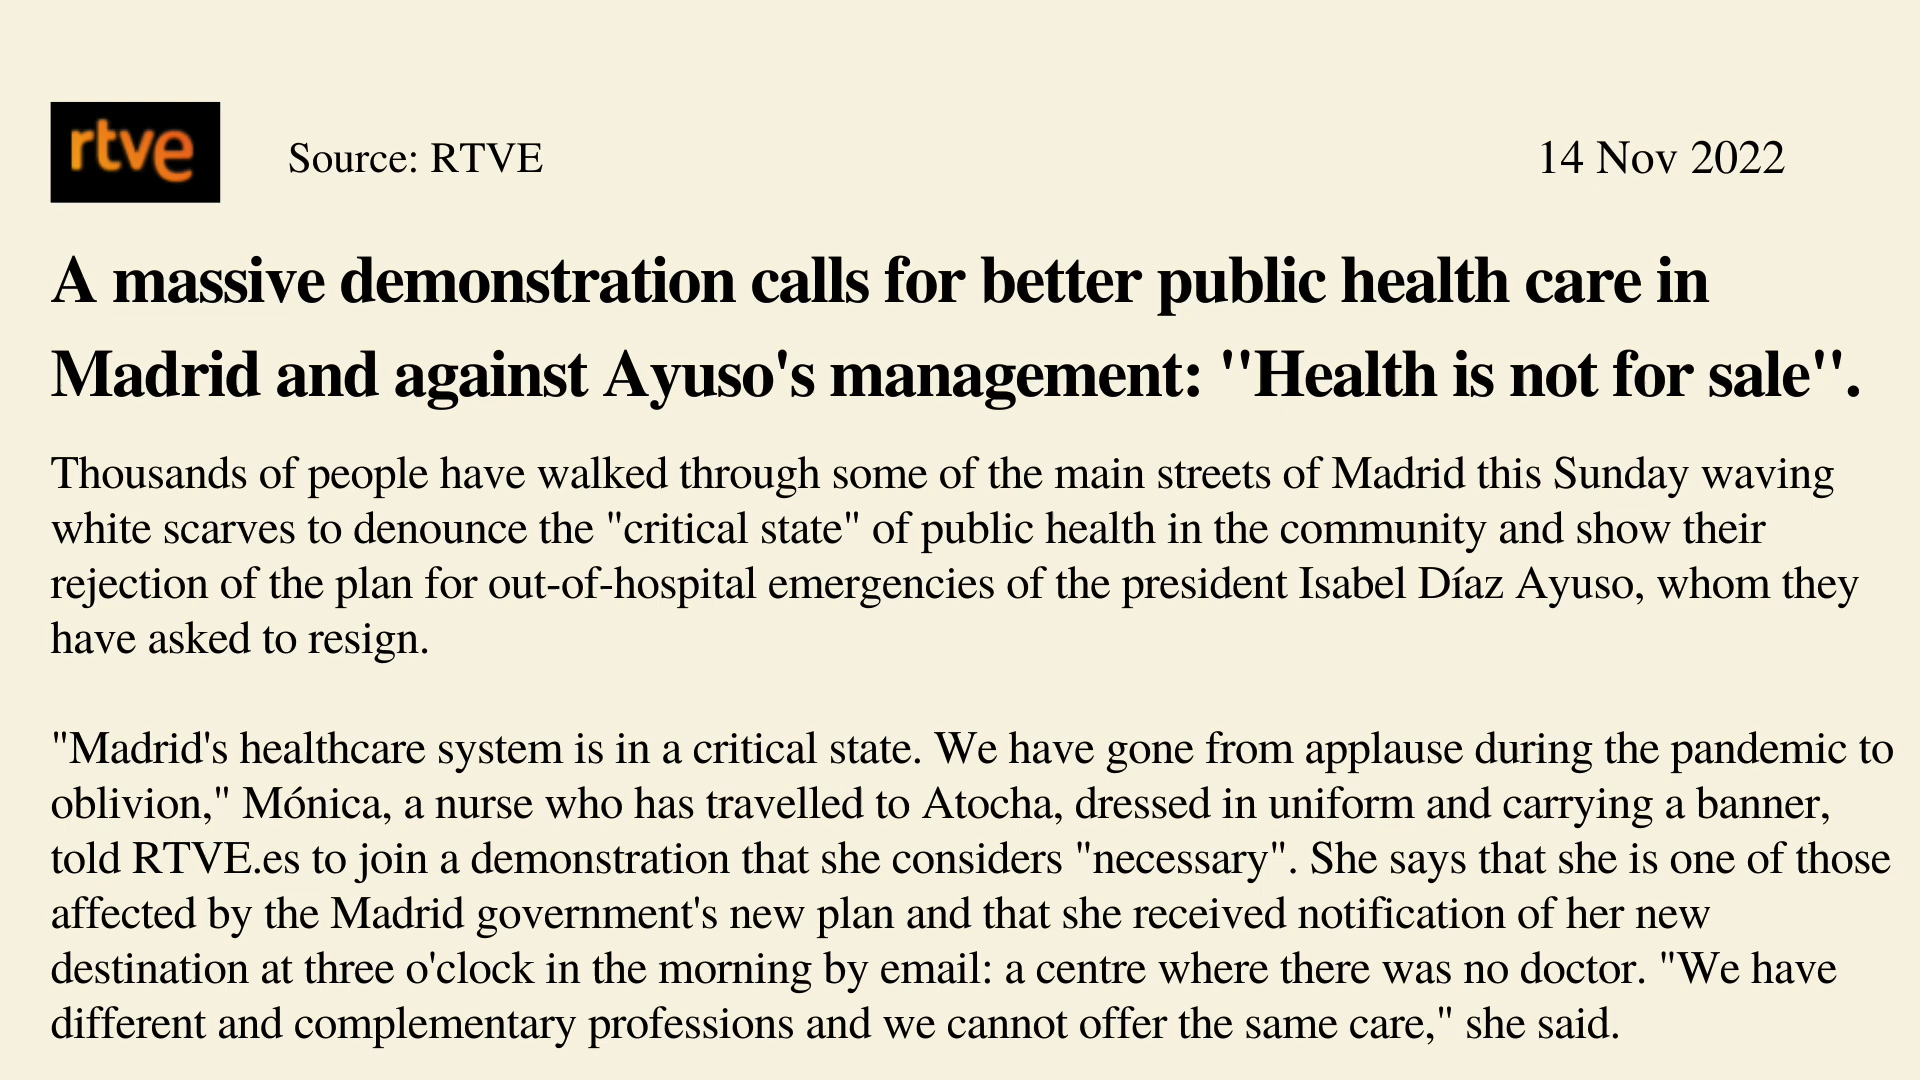 rtve
Source: RTVE
14 Nov 2022
A massive demonstration calls for better public health care in
Madrid and against Ayuso's management: "Health is not for sale".
Thousands of people have walked through some of the main streets of Madrid this Sunday waving
white scarves to denounce the "critical state" of public health in the community and show their
rejection of the plan for out-of-hospital emergencies of the president Isabel Díaz Ayuso, whom they
have asked to resign.
"Madrid's healthcare system is in a critical state. We have gone from applause during the pandemic to
oblivion," Mónica, a nurse who has travelled to Atocha, dressed in uniform and carrying a banner,
told RTVE.es to join a demonstration that she considers "necessary". She says that she is one of those
affected by the Madrid government's new plan and that she received notification of her new
destination at three o'clock in the morning by email: a centre where there was no doctor. "We have
different and complementary professions and we cannot offer the same care," she said.